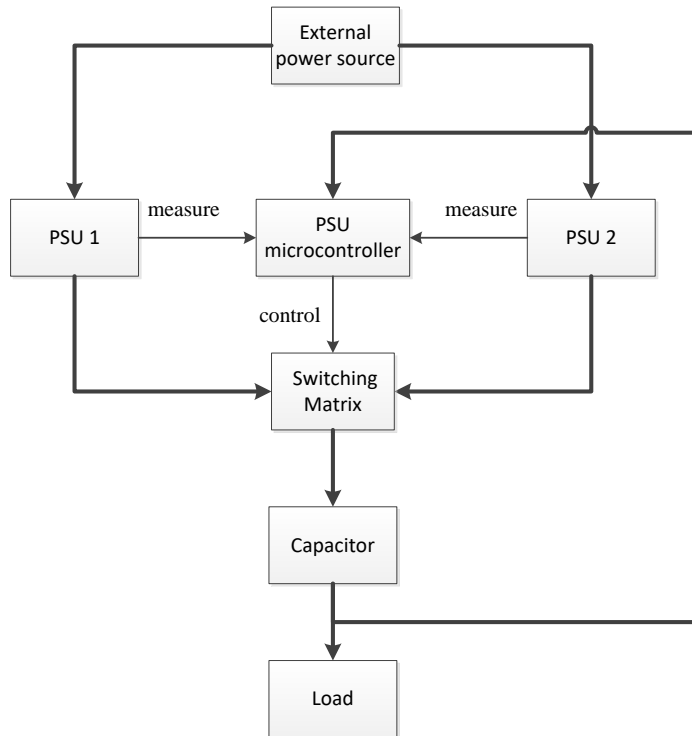 External
power source
measure
measure
PSU 1
PSU
microcontroller
PSU 2
control
Switching
Matrix
Capacitor
Load